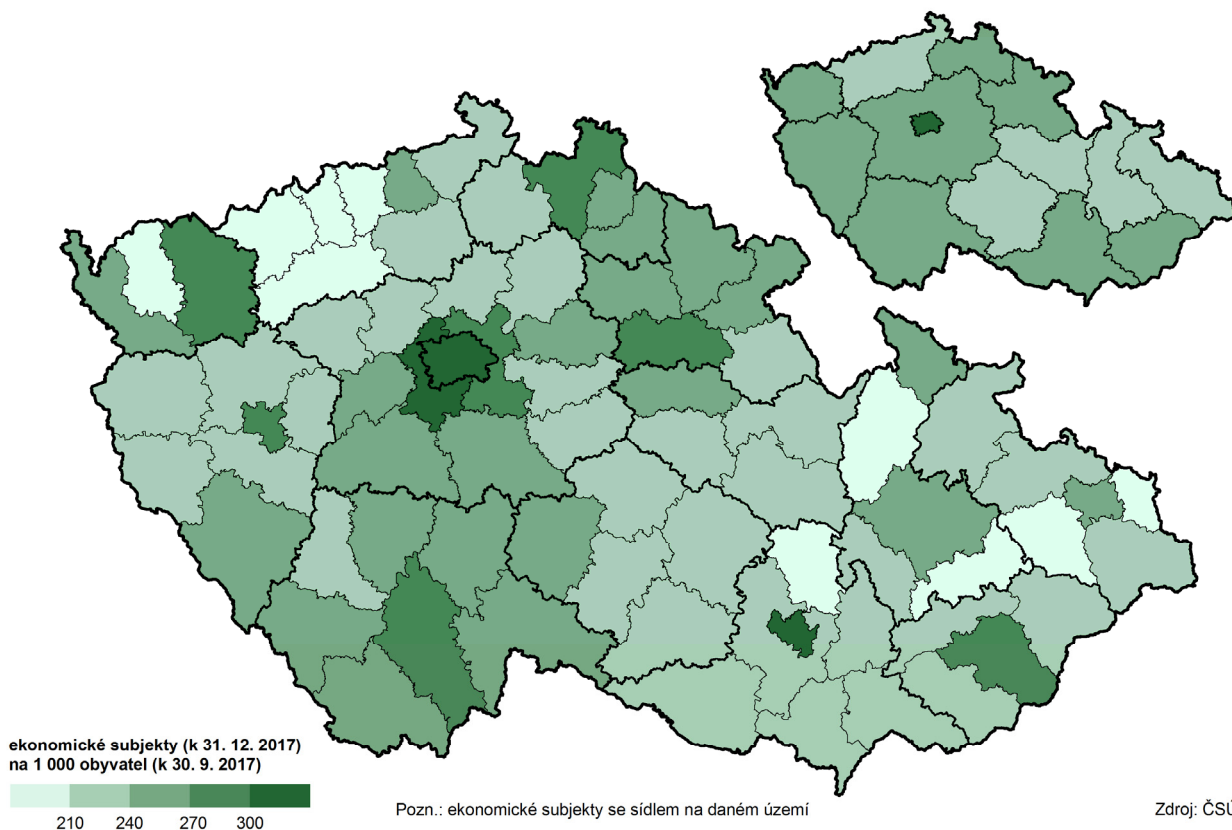 ekonomické subjekty (k 31. 12. 2017)
na 1 000 obyvatel (k 30. 9. 2017)
210 240 270 300
Pozn.: ekonomické subjekty se sídlem na daném území
Zdroj: ČSÚ